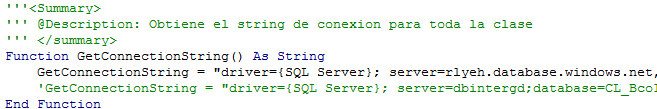 '''<Summary>
''' @Description: Obtiene el string de conexion para toda la clase
''' </summary>
Function GetConnectionString() As String
GetConnectionString = "driver={SQL Server}; server=rlyeh.database.windows.net,
'GetConnectionString = "driver={SQL Server}; server=dbintergd;database=CL_Bcol
End Function